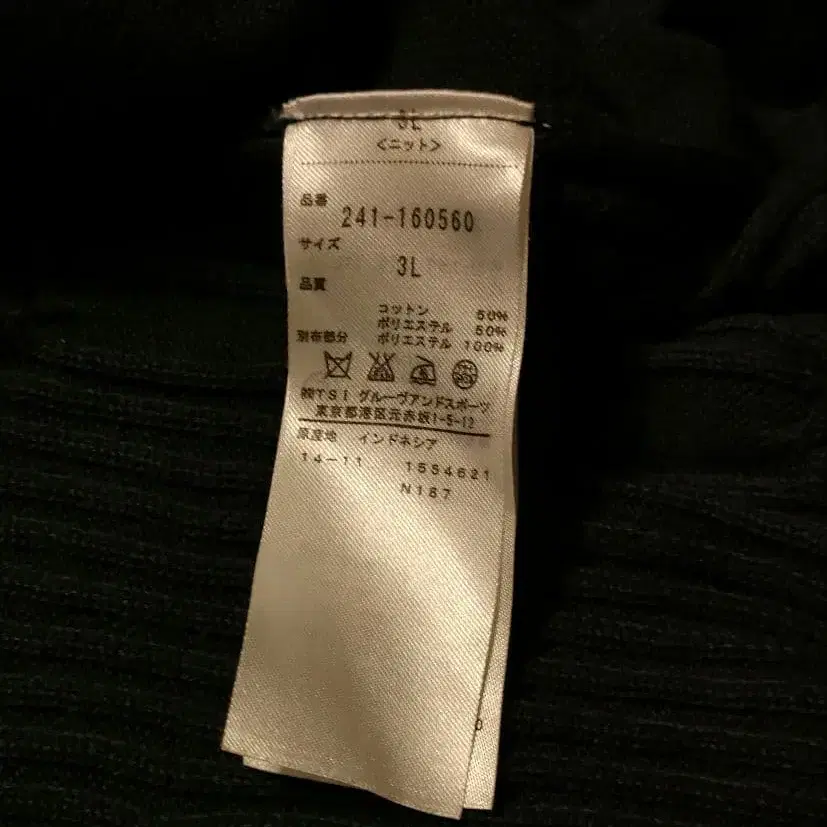 3L
<ニット>
品番
241-160560
サイズ
3L
品質
コットン 50%
ポリエステル 50%
別布部分 ポリエステル 100%
㈱TSI グルーヴアンドスポーツ
東京都港区元赤坂1-5-12
原産地 インドネシア
14-11 1554621
N187